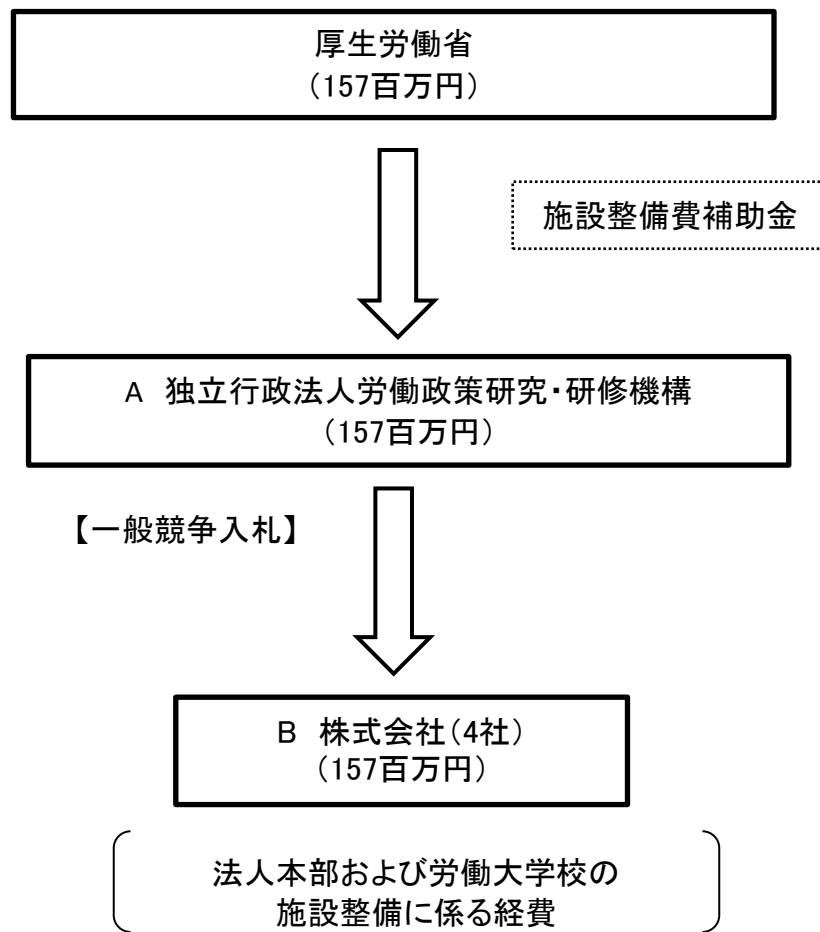 厚生労働省
（157百万円）
施設整備費補助金
A　独立行政法人労働政策研究・研修機構
（157百万円）
【一般競争入札】
B　株式会社（4社）
（157百万円）
法人本部および労働大学校の
施設整備に係る経費